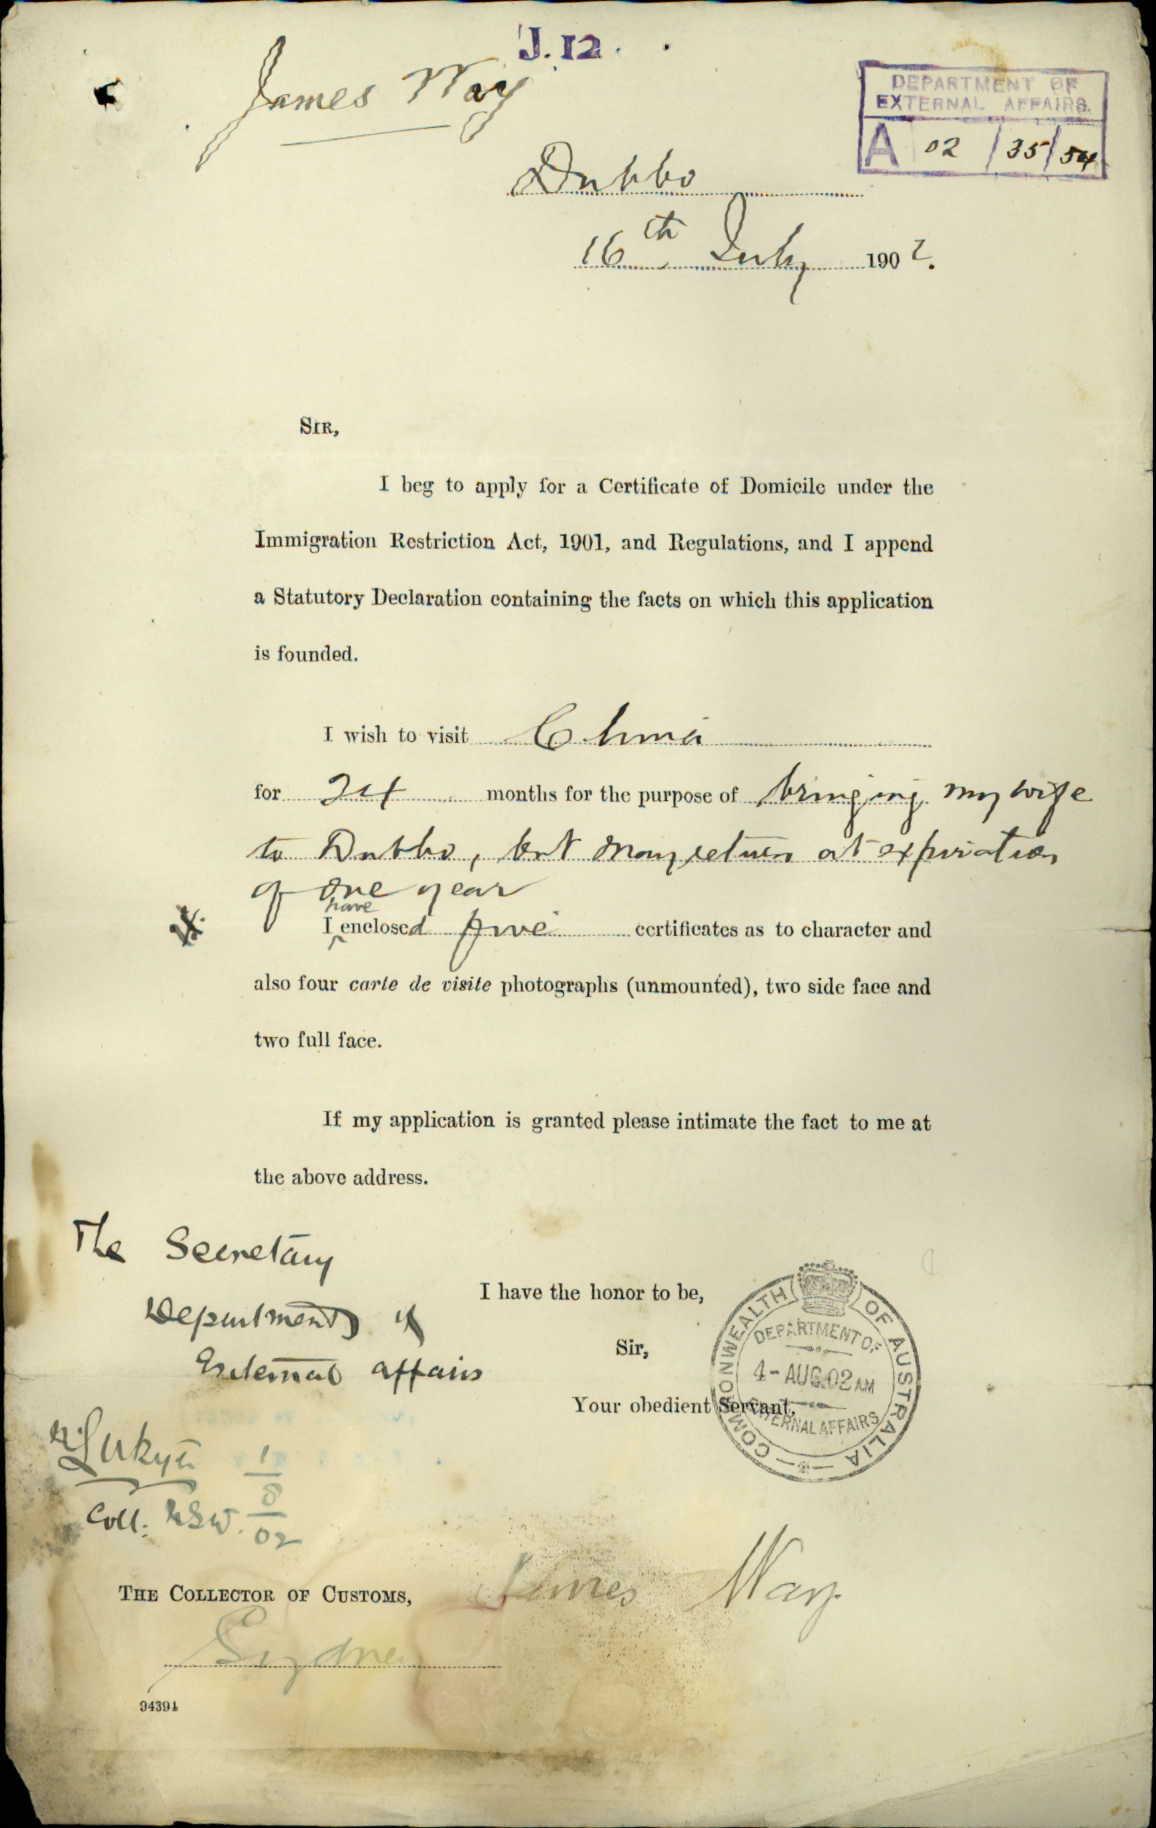 J. 12.
James Way
DEPARTMENT OF
EXTERNAL AFFAIRS.
A 02 / 35 / 54
Dubbo
16th July 1902.
SIR,
I beg to apply for a Certificate of Domicile under the
Immigration Restriction Act, 1901, and Regulations, and I append
a Statutory Declaration containing the facts on which this application
is founded.
I wish to visit China
for 24 months for the purpose of bringing my wife
to Dubbo, but may return at expiration
of one year
have
I enclosed five certificates as to character and
also four carte de visite photographs (unmounted), two side face and
two full face.
If my application is granted please intimate the fact to me at
the above address.
The Secretary
Department of
External affairs
I have the honor to be,
Sir,
Your obedient Servant,
COMMONWEALTH OF AUSTRALIA
DEPARTMENT OF
4-AUG.02 AM
EXTERNAL AFFAIRS
Coll: NSW. 1/8/02
James Way
THE COLLECTOR OF CUSTOMS,
Sydney
94391